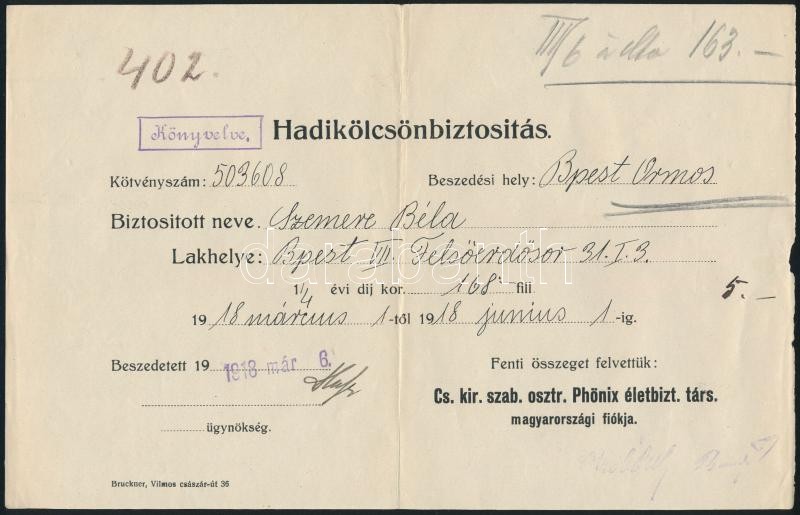 402.
III/6 à cto 163.—
Könyvelve.
Hadikölcsönbiztositás.
Kötvényszám: 503608
Beszedési hely: Bpest Ormos
Biztositott neve Szemere Béla
Lakhelye: Bpest VII. Felsőerdősor 31. I. 3.
1/4 évi dij kor. 168 fill
5.—
1918 március 1-től 1918 junius 1-ig.
Beszedetett 19 1918 már 6.
Fenti összeget felvettük:
Cs. kir. szab. osztr. Phönix életbizt. társ.
magyarországi fiókja.
ügynökség.
Bruckner, Vilmos császár-út 36
darabanth